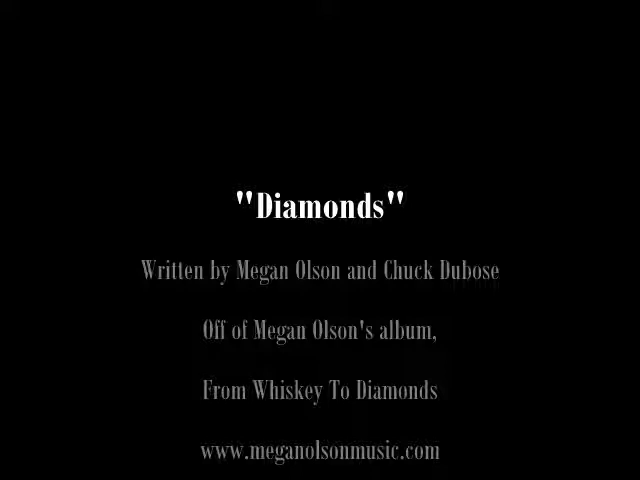 "Diamonds"
Written by Megan Olson and Chuck Dubose
Off of Megan Olson's album,
From Whiskey To Diamonds
www.meganolsonmusic.com